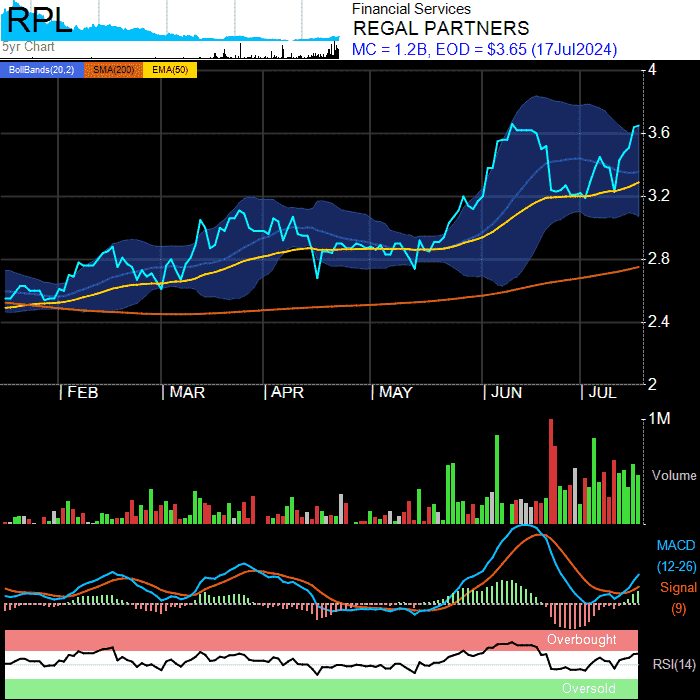 RPL
5yr Chart
Financial Services
REGAL PARTNERS
MC = 1.2B, EOD = $3.65 (17Jul2024)
BollBands(20,2) SMA(200) EMA(50)
4
3.6
3.2
2.8
2.4
2
FEB MAR APR MAY JUN JUL
1M
Volume
MACD
(12-26)
Signal
(9)
Overbought
RSI(14)
Oversold